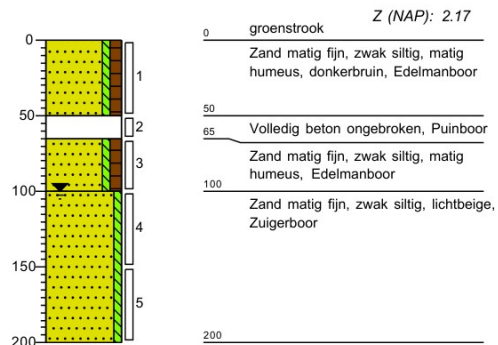 Z (NAP): 2.17
0
groenstrook
0
Zand matig fijn, zwak siltig, matig
humeus, donkerbruin, Edelmanboor
1
50
50
2
65
Volledig beton ongebroken, Puinboor
Zand matig fijn, zwak siltig, matig
humeus, Edelmanboor
3
100
100
Zand matig fijn, zwak siltig, lichtbeige,
Zuigerboor
4
150
5
200
200